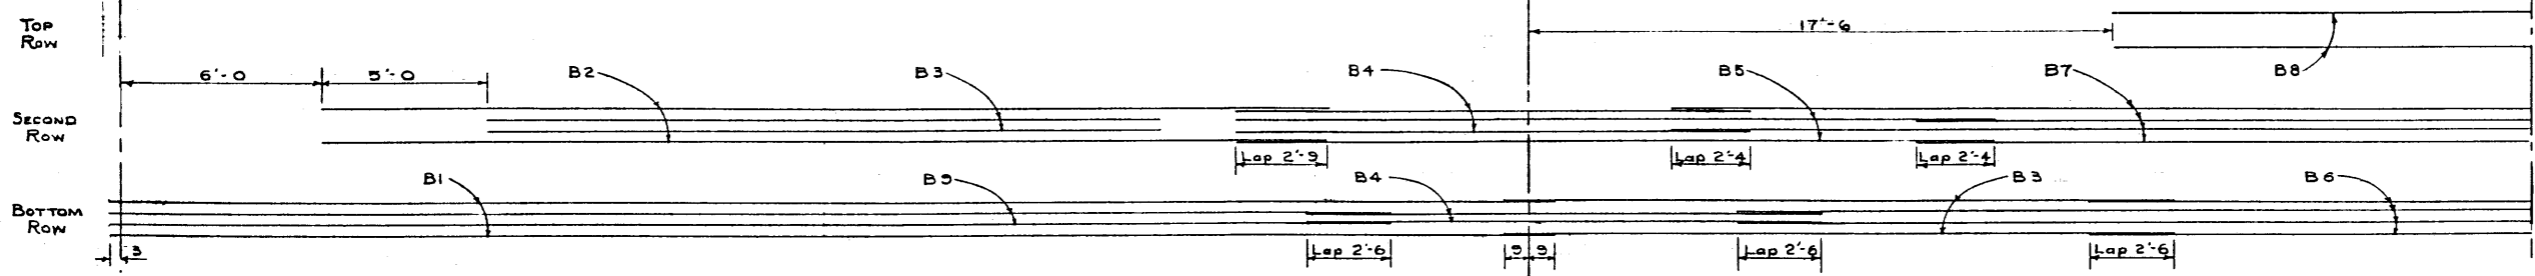 TOP ROW
17'-6
6'-0 5'-0 B2 B3 B4 B5 B7 B8
SECOND ROW
Lap 2'-9 Lap 2'-4 Lap 2'-4
B1 B9 B4 B3 B6
BOTTOM ROW
3 Lap 2'-6 9 9 Lap 2'-6 Lap 2'-6